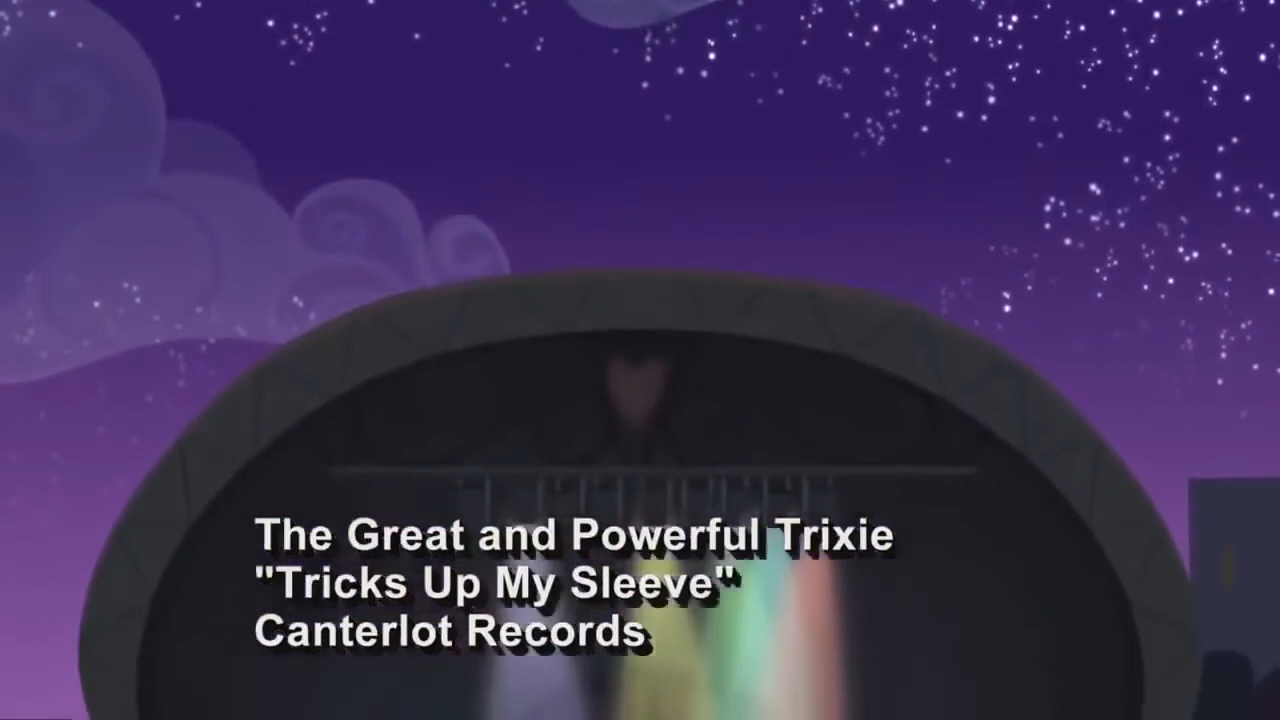 The Great and Powerful Trixie
"Tricks Up My Sleeve"
Canterlot Records